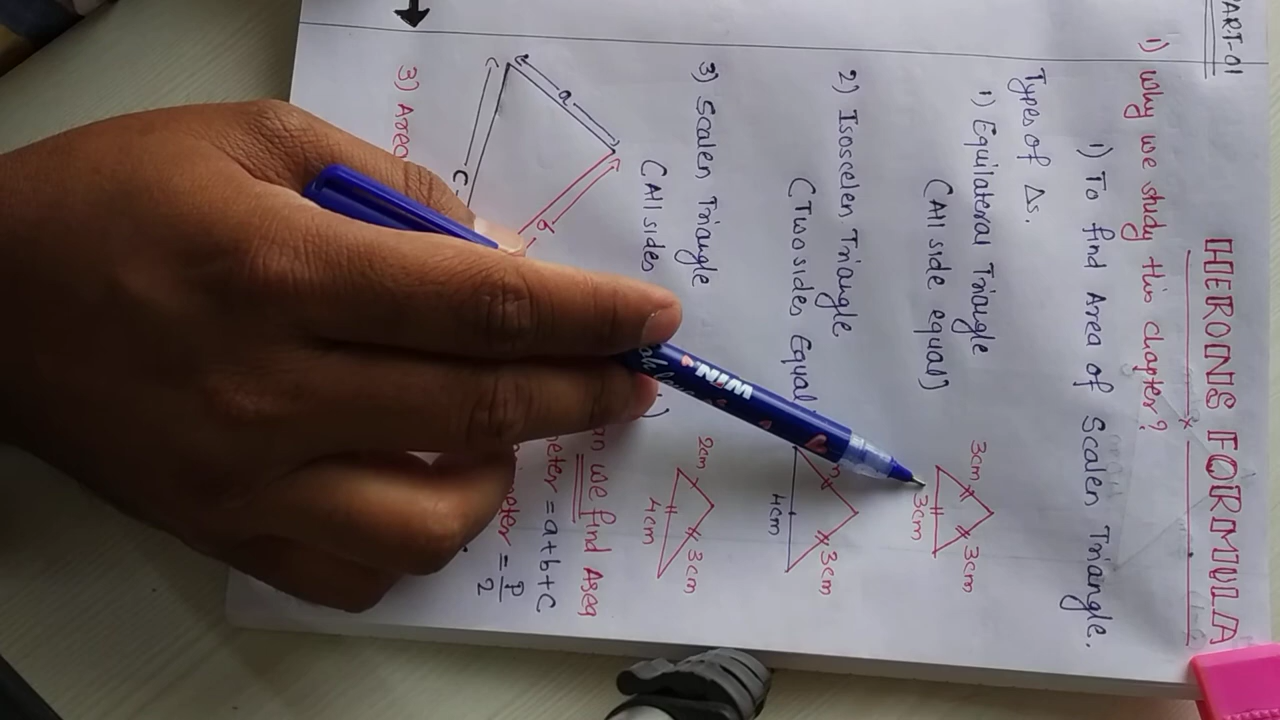 PART-01
HERONS FORMULA
1) Why we study this chapter?
1) To find Area of Scalen Triangle.
Types of Δs.
1) Equilateral Triangle
(All side equal)
3cm 3cm
3cm
2) Isoscelen Triangle
(Two sides Equal
3cm
4cm
3) Scalen Triangle
(All sides
2cm 3cm
4cm
a
b
c
we find Area
= a+b+c
= P/2
3) Area
WIN